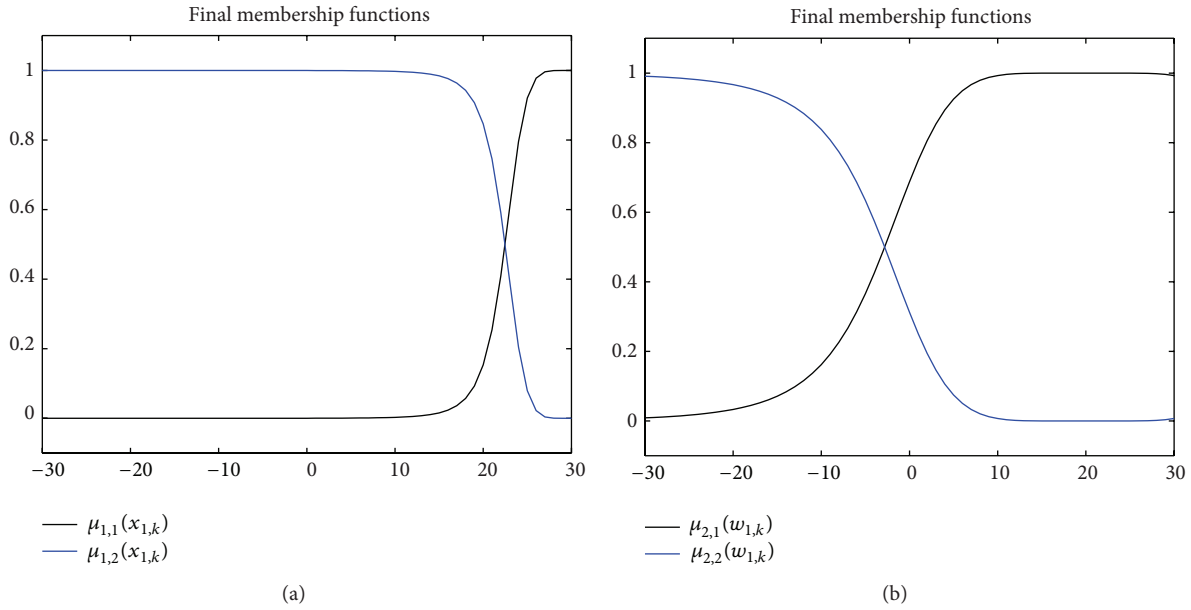 Final membership functions
1
0.8
0.6
0.4
0.2
0
−30 −20 −10 0 10 20 30
μ1,1(x1,k)
μ1,2(x1,k)
(a)
Final membership functions
1
0.8
0.6
0.4
0.2
0
−30 −20 −10 0 10 20 30
μ2,1(w1,k)
μ2,2(w1,k)
(b)